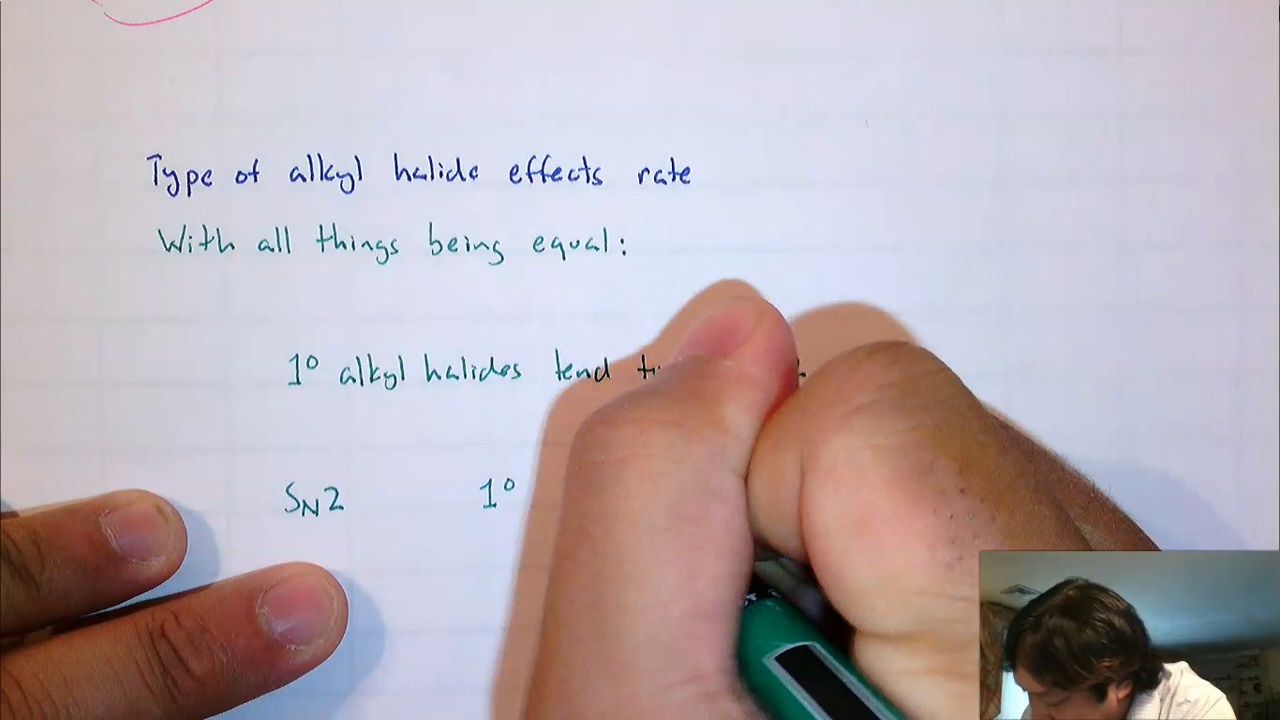 Type of alkyl halide effects rate
With all things being equal:
1° alkyl halides tend
SN2 1°